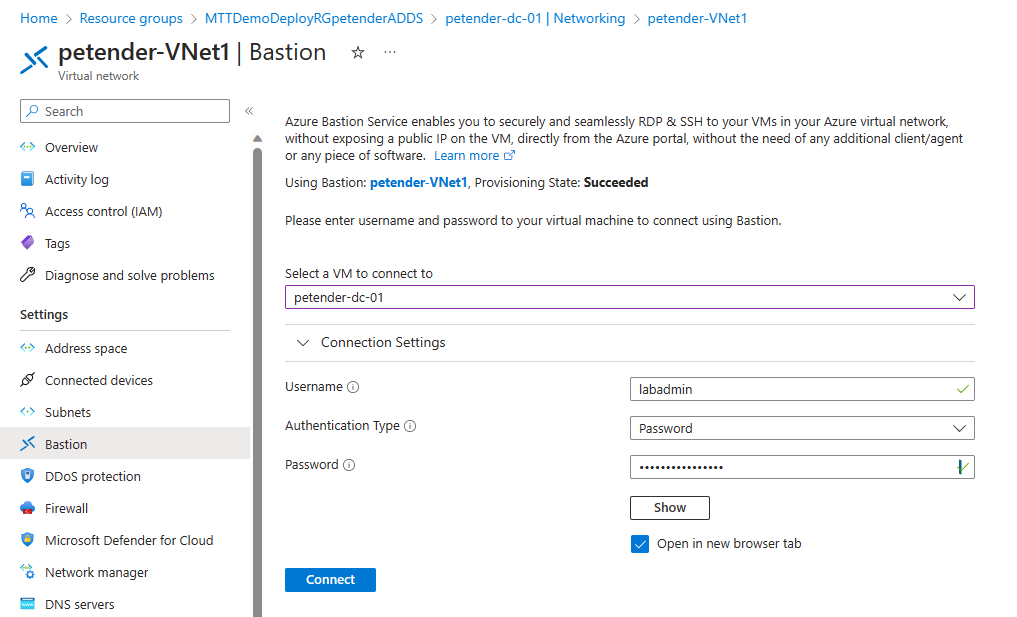 Home > Resource groups > MTTDemoDeployRGpetenderADDS > petender-dc-01 | Networking > petender-VNet1
petender-VNet1 | Bastion ☆ ...
Virtual network
Search «
Overview
Activity log
Access control (IAM)
Tags
Diagnose and solve problems
Settings
Address space
Connected devices
Subnets
Bastion
DDoS protection
Firewall
Microsoft Defender for Cloud
Network manager
DNS servers
Azure Bastion Service enables you to securely and seamlessly RDP & SSH to your VMs in your Azure virtual network,
without exposing a public IP on the VM, directly from the Azure portal, without the need of any additional client/agent
or any piece of software. Learn more
Using Bastion: petender-VNet1, Provisioning State: Succeeded
Please enter username and password to your virtual machine to connect using Bastion.
Select a VM to connect to
petender-dc-01
Connection Settings
Username labadmin
Authentication Type Password
Password ••••••••••••••••
Show
Open in new browser tab
Connect